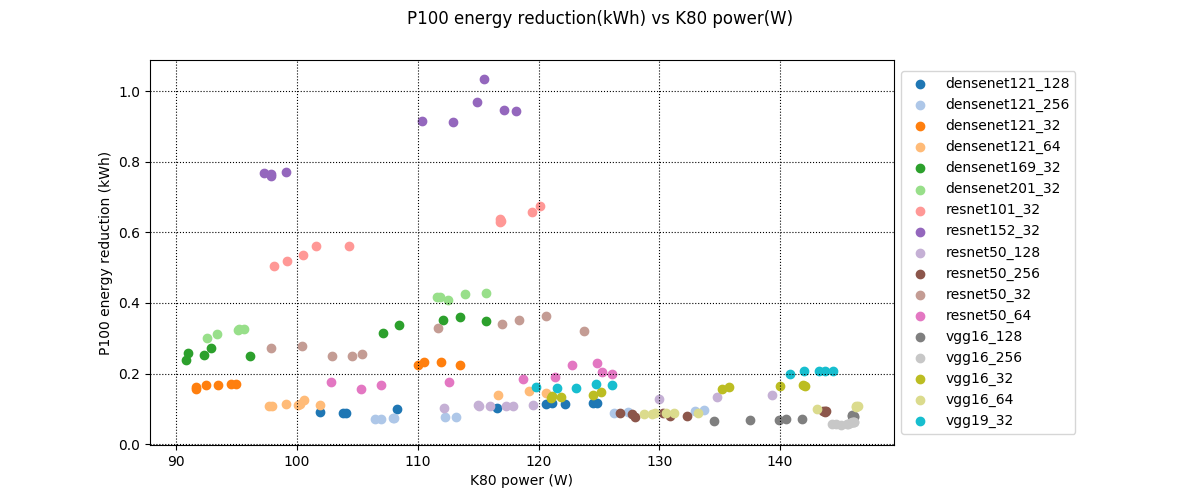 P100 energy reduction(kWh) vs K80 power(W)
P100 energy reduction (kWh)
1.0
0.8
0.6
0.4
0.2
0.0
90
100
110
120
130
140
K80 power (W)
densenet121_128
densenet121_256
densenet121_32
densenet121_64
densenet169_32
densenet201_32
resnet101_32
resnet152_32
resnet50_128
resnet50_256
resnet50_32
resnet50_64
vgg16_128
vgg16_256
vgg16_32
vgg16_64
vgg19_32